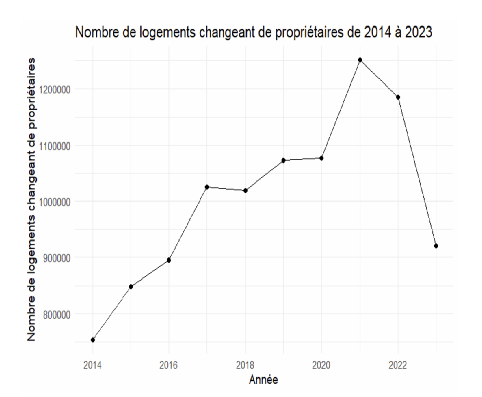 Nombre de logements changeant de propriétaires de 2014 à 2023
Nombre de logements changeant de propriétaires
1200000
1100000
1000000
900000
800000
2014 2016 2018 2020 2022
Année